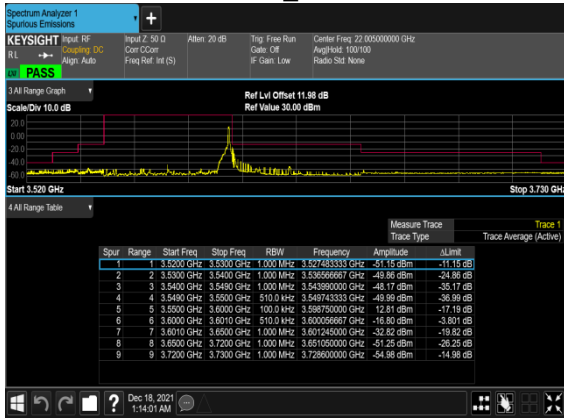 Spectrum Analyzer 1
Spurious Emissions
KEYSIGHT Input: RF Input Z: 50 Ω Atten: 20 dB Trig: Free Run Center Freq: 22.005000000 GHz
RL Coupling: DC Corr CCorr Gate: Off Avg|Hold: 100/100
Align: Auto Freq Ref: Int (S) IF Gain: Low Radio Std: None
PASS
3 All Range Graph
Ref Lvl Offset 11.98 dB
Scale/Div 10.0 dB Ref Value 30.00 dBm
20.0
0.00
-20.0
-40.0
-60.0
Start 3.520 GHz Stop 3.730 GHz
4 All Range Table
Measure Trace Trace 1
Trace Type Trace Average (Active)
Spur Range Start Freq Stop Freq RBW Frequency Amplitude ΔLimit
1 1 3.5200 GHz 3.5300 GHz 1.000 MHz 3.527483333 GHz -51.15 dBm -11.15 dB
2 2 3.5300 GHz 3.5400 GHz 1.000 MHz 3.536566667 GHz -49.86 dBm -24.86 dB
3 3 3.5400 GHz 3.5490 GHz 1.000 MHz 3.543990000 GHz -48.17 dBm -35.17 dB
4 4 3.5490 GHz 3.5500 GHz 510.0 kHz 3.549743333 GHz -49.99 dBm -36.99 dB
5 5 3.5500 GHz 3.6000 GHz 100.0 kHz 3.598750000 GHz 12.81 dBm -17.19 dB
6 6 3.6000 GHz 3.6010 GHz 510.0 kHz 3.600056667 GHz -16.80 dBm -3.801 dB
7 7 3.6010 GHz 3.6500 GHz 1.000 MHz 3.601245000 GHz -32.82 dBm -19.82 dB
8 8 3.6500 GHz 3.7200 GHz 1.000 MHz 3.651050000 GHz -51.25 dBm -26.25 dB
9 9 3.7200 GHz 3.7300 GHz 1.000 MHz 3.728600000 GHz -54.98 dBm -14.98 dB
Dec 18, 2021
1:14:01 AM